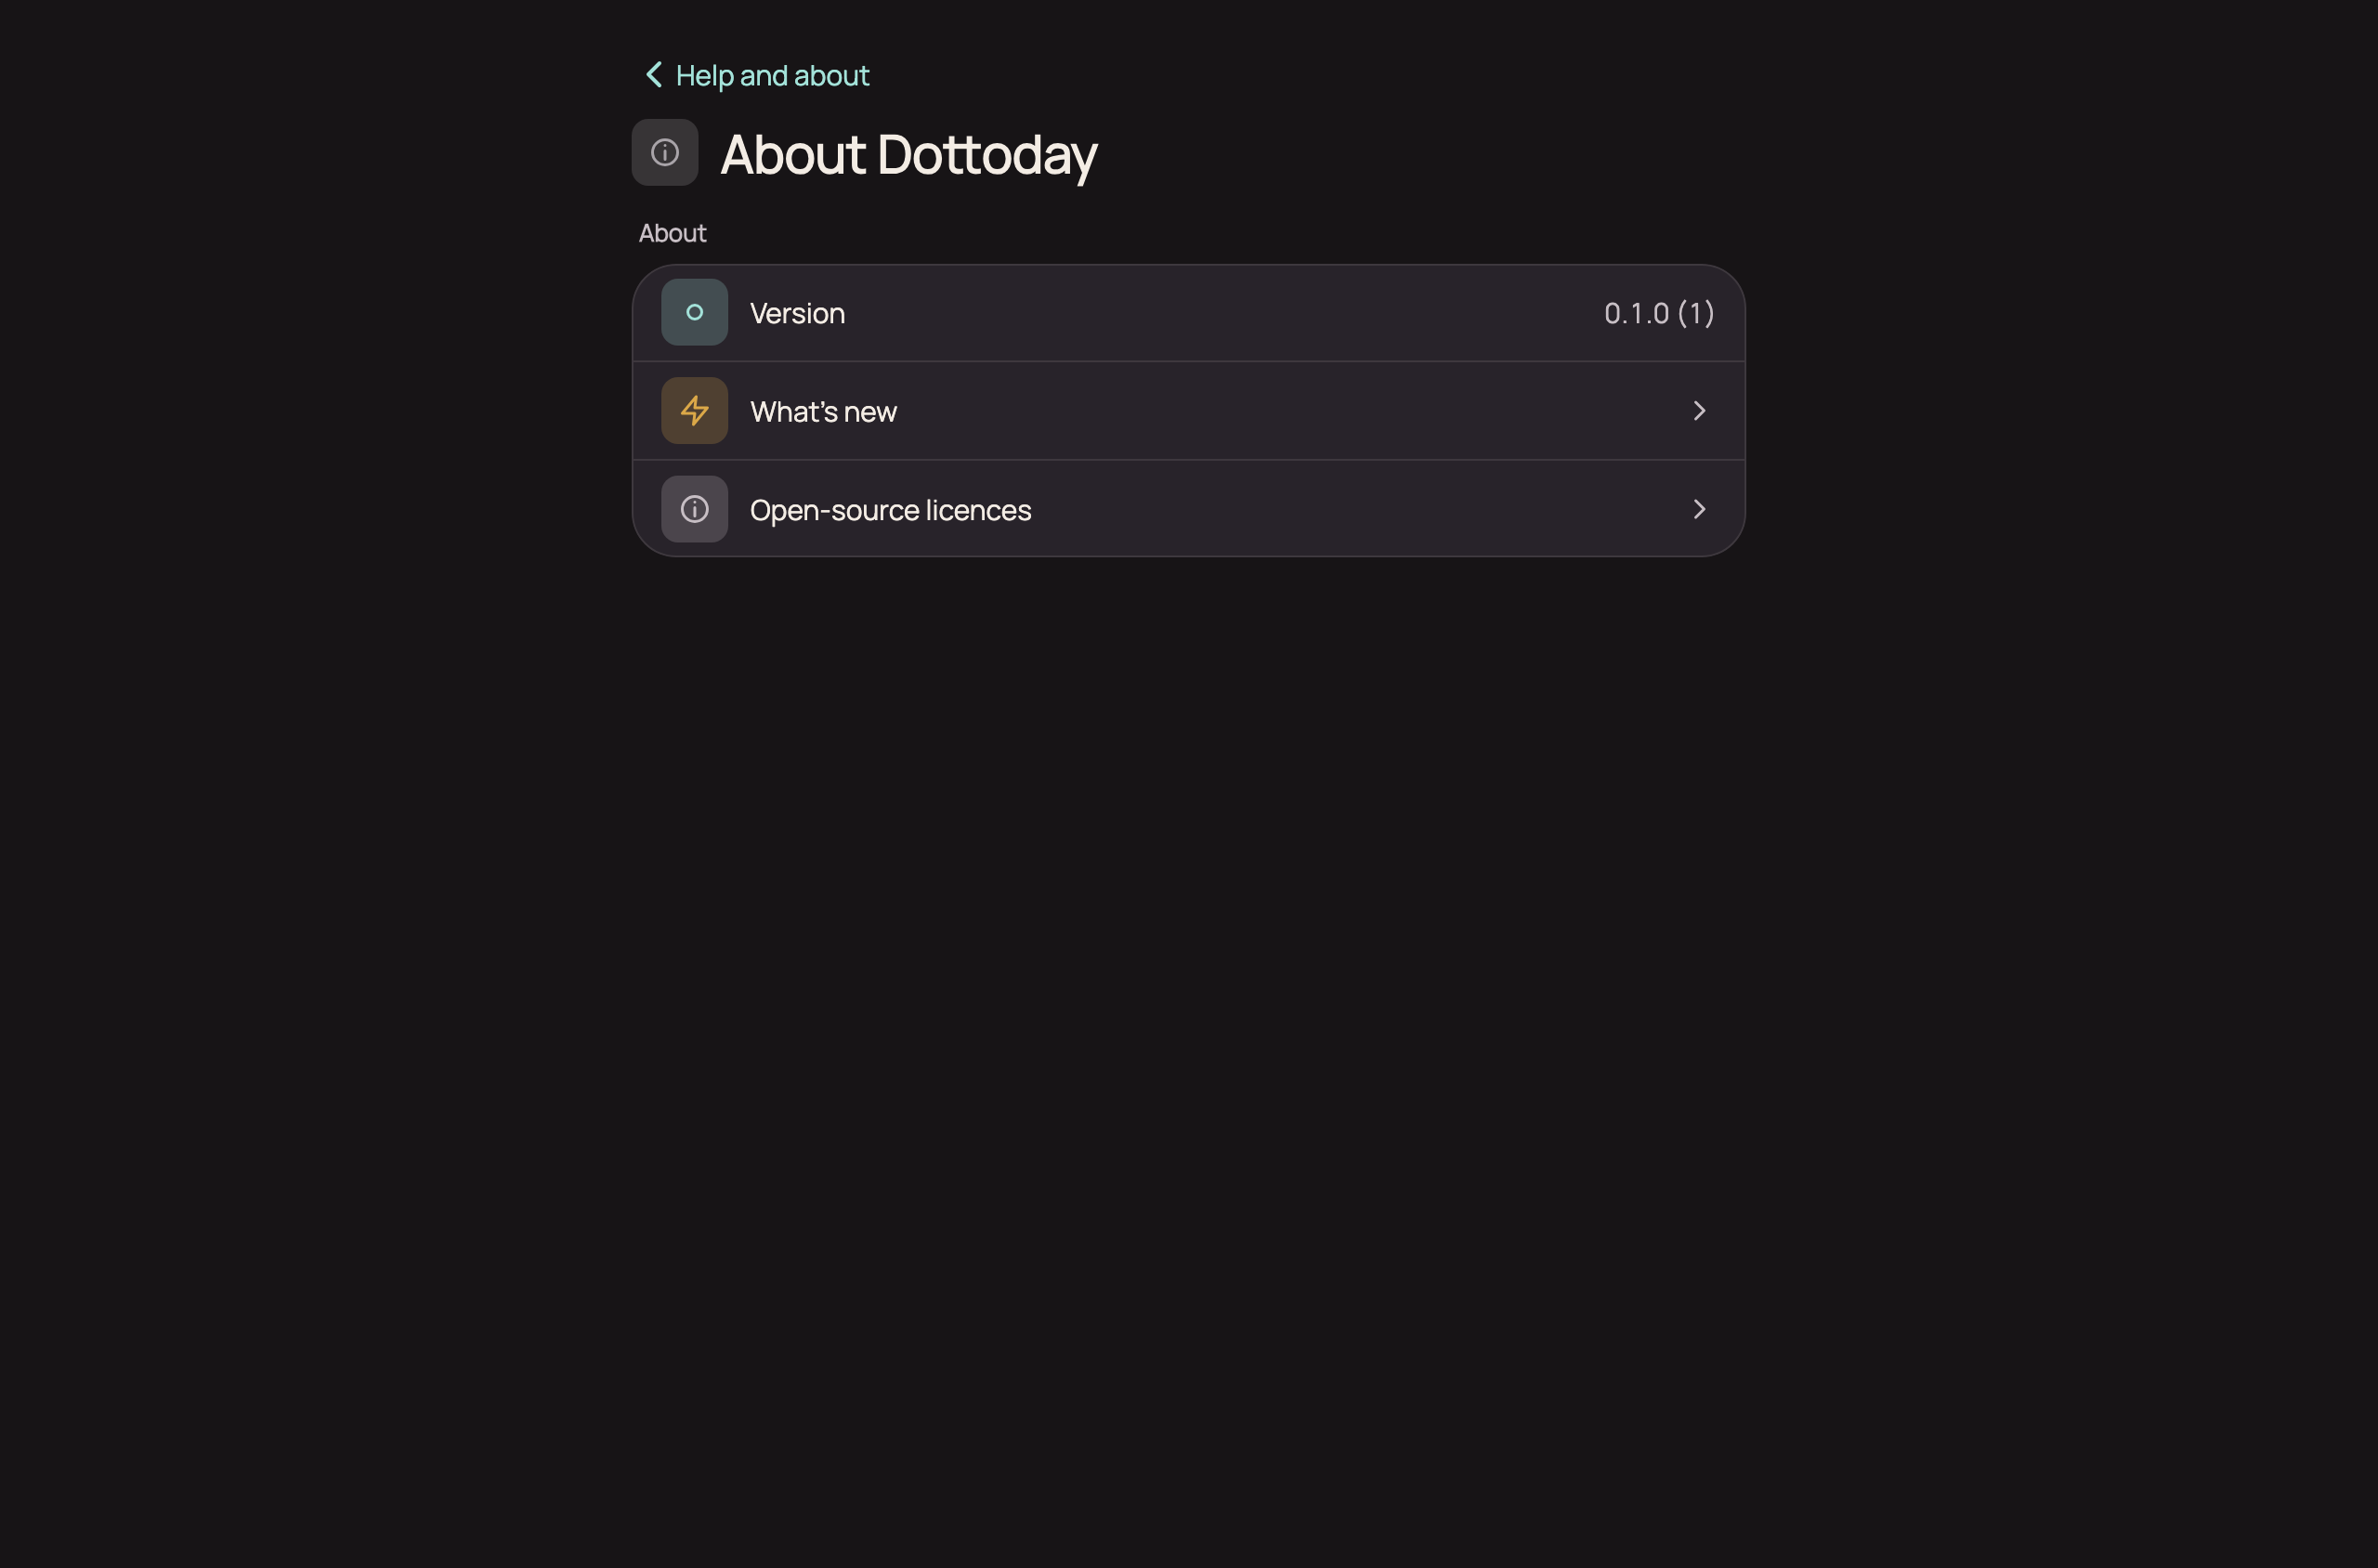 Help and about
About Dottoday
About
Version 0.1.0 (1)
What’s new
Open-source licences